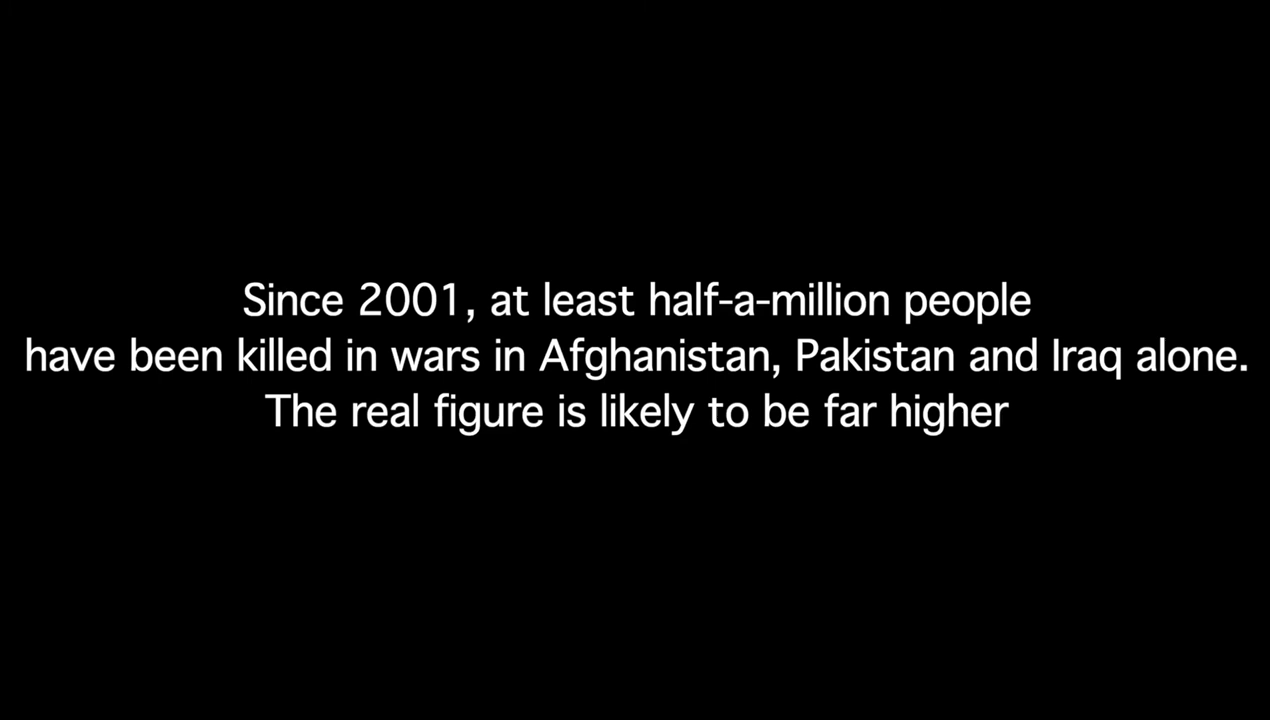 Since 2001, at least half-a-million people
have been killed in wars in Afghanistan, Pakistan and Iraq alone.
The real figure is likely to be far higher